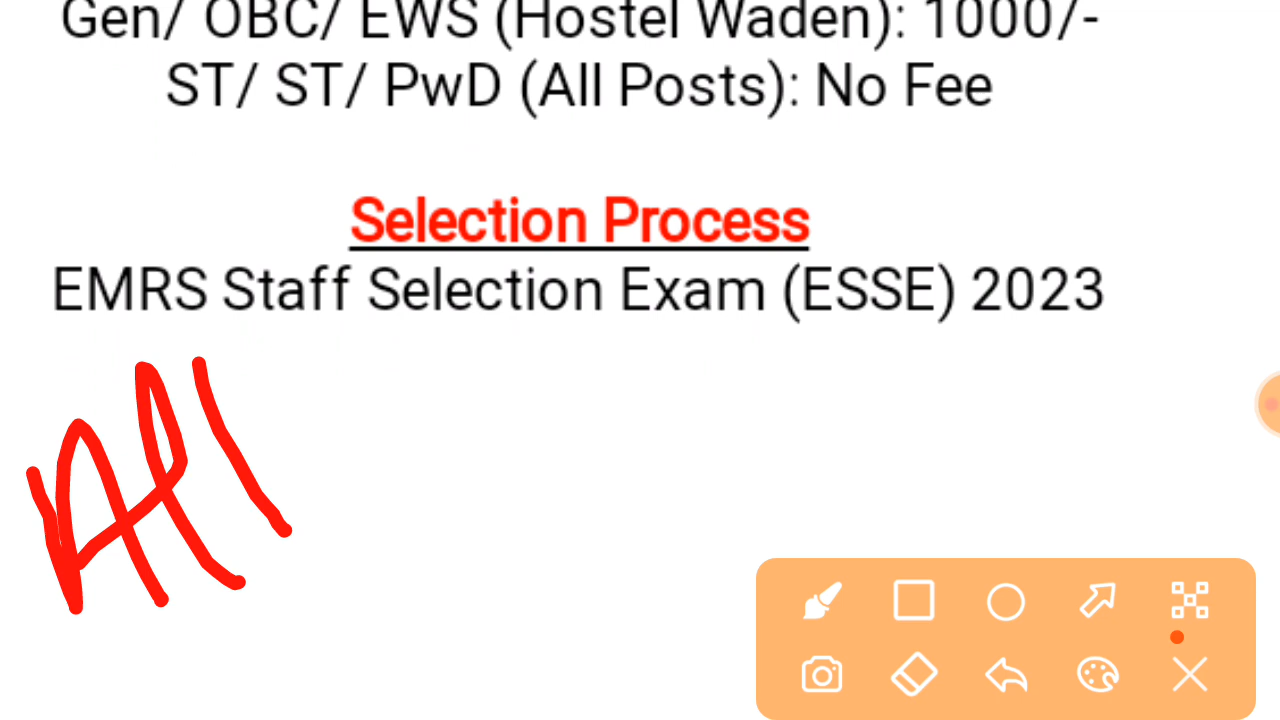 Gen/ OBC/ EWS (Hostel Waden): 1000/-
ST/ ST/ PwD (All Posts): No Fee
Selection Process
EMRS Staff Selection Exam (ESSE) 2023